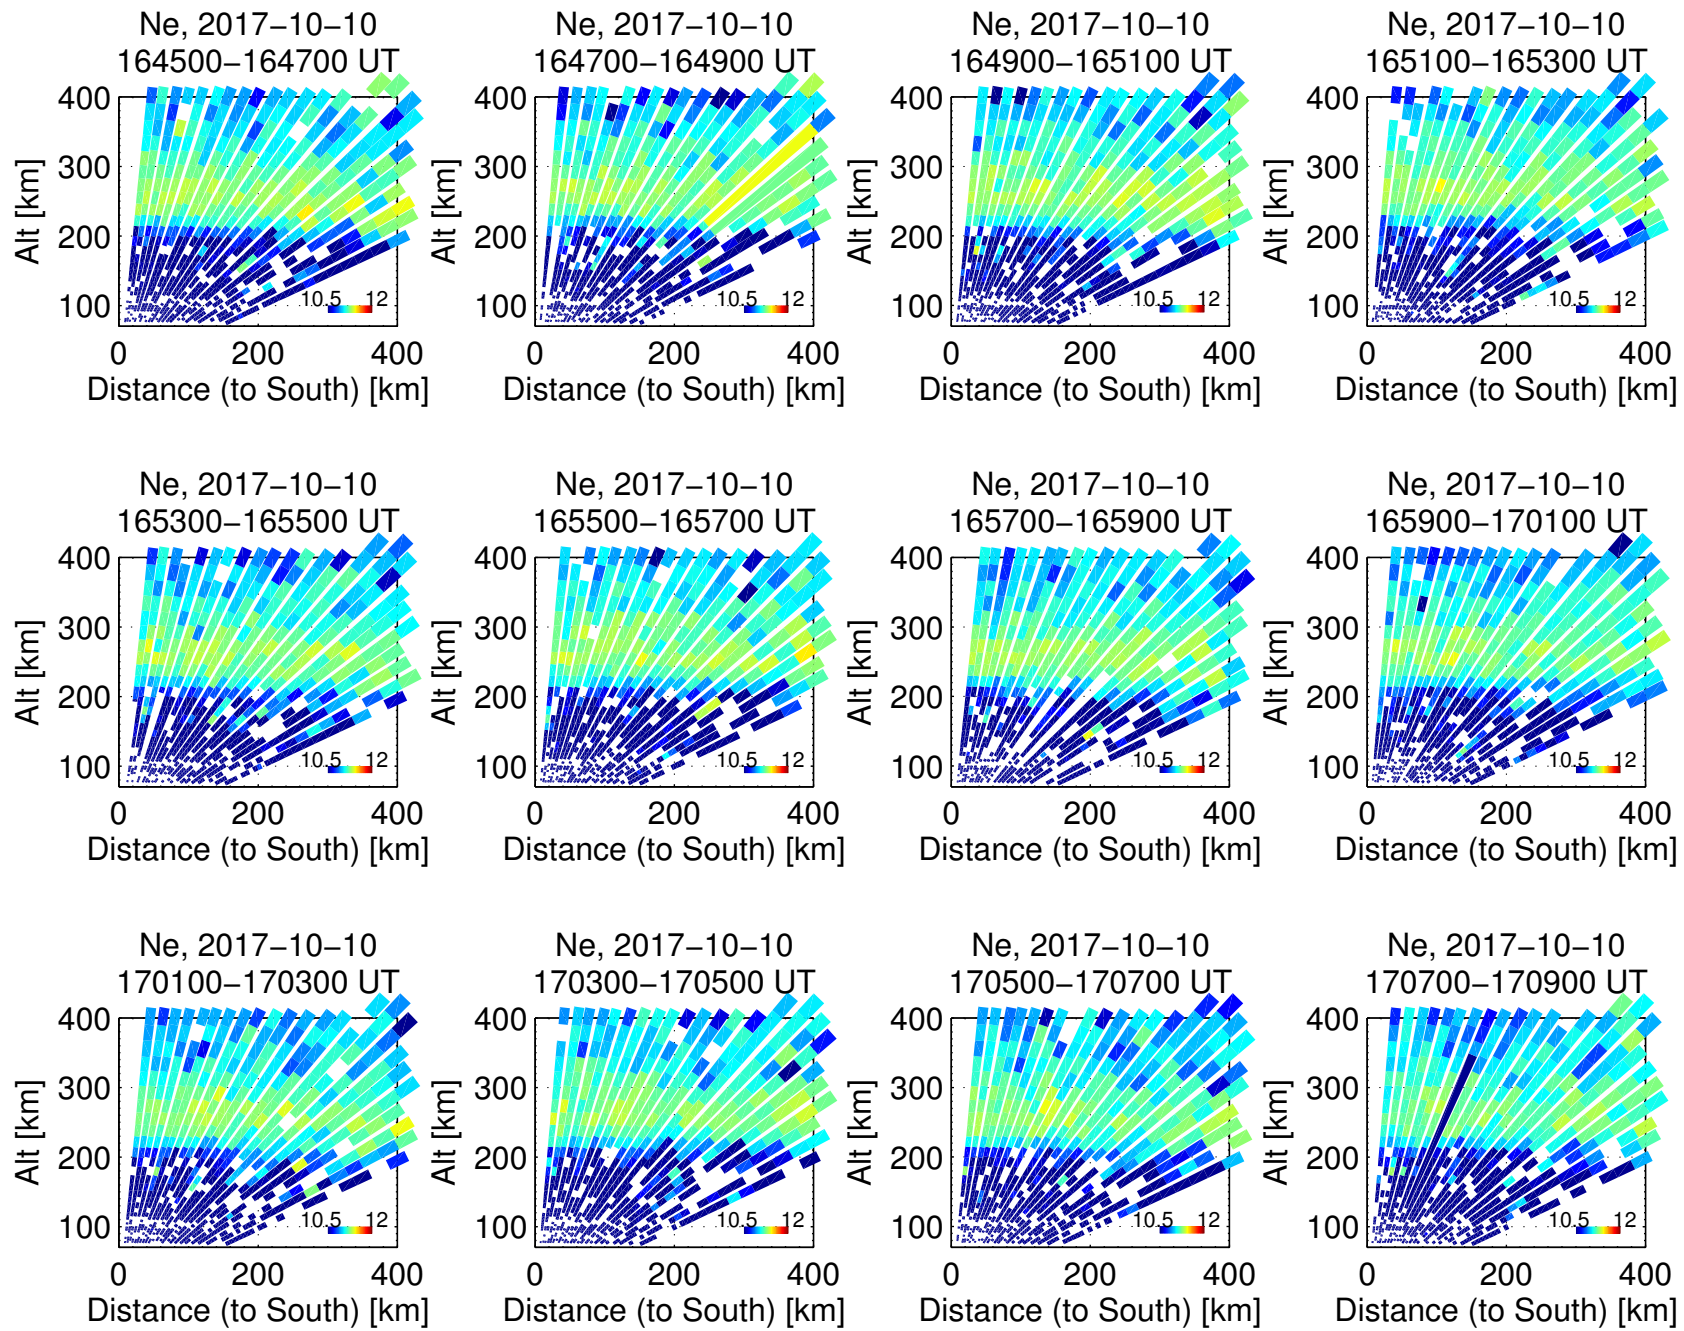 Ne, 2017−10−10
164500−164700 UT
Alt [km]
400
300
200
100
10.5 12
0 200 400
Distance (to South) [km]
Ne, 2017−10−10
164700−164900 UT
Alt [km]
400
300
200
100
10.5 12
0 200 400
Distance (to South) [km]
Ne, 2017−10−10
164900−165100 UT
Alt [km]
400
300
200
100
10.5 12
0 200 400
Distance (to South) [km]
Ne, 2017−10−10
165100−165300 UT
Alt [km]
400
300
200
100
10.5 12
0 200 400
Distance (to South) [km]
Ne, 2017−10−10
165300−165500 UT
Alt [km]
400
300
200
100
10.5 12
0 200 400
Distance (to South) [km]
Ne, 2017−10−10
165500−165700 UT
Alt [km]
400
300
200
100
10.5 12
0 200 400
Distance (to South) [km]
Ne, 2017−10−10
165700−165900 UT
Alt [km]
400
300
200
100
10.5 12
0 200 400
Distance (to South) [km]
Ne, 2017−10−10
165900−170100 UT
Alt [km]
400
300
200
100
10.5 12
0 200 400
Distance (to South) [km]
Ne, 2017−10−10
170100−170300 UT
Alt [km]
400
300
200
100
10.5 12
0 200 400
Distance (to South) [km]
Ne, 2017−10−10
170300−170500 UT
Alt [km]
400
300
200
100
10.5 12
0 200 400
Distance (to South) [km]
Ne, 2017−10−10
170500−170700 UT
Alt [km]
400
300
200
100
10.5 12
0 200 400
Distance (to South) [km]
Ne, 2017−10−10
170700−170900 UT
Alt [km]
400
300
200
100
10.5 12
0 200 400
Distance (to South) [km]